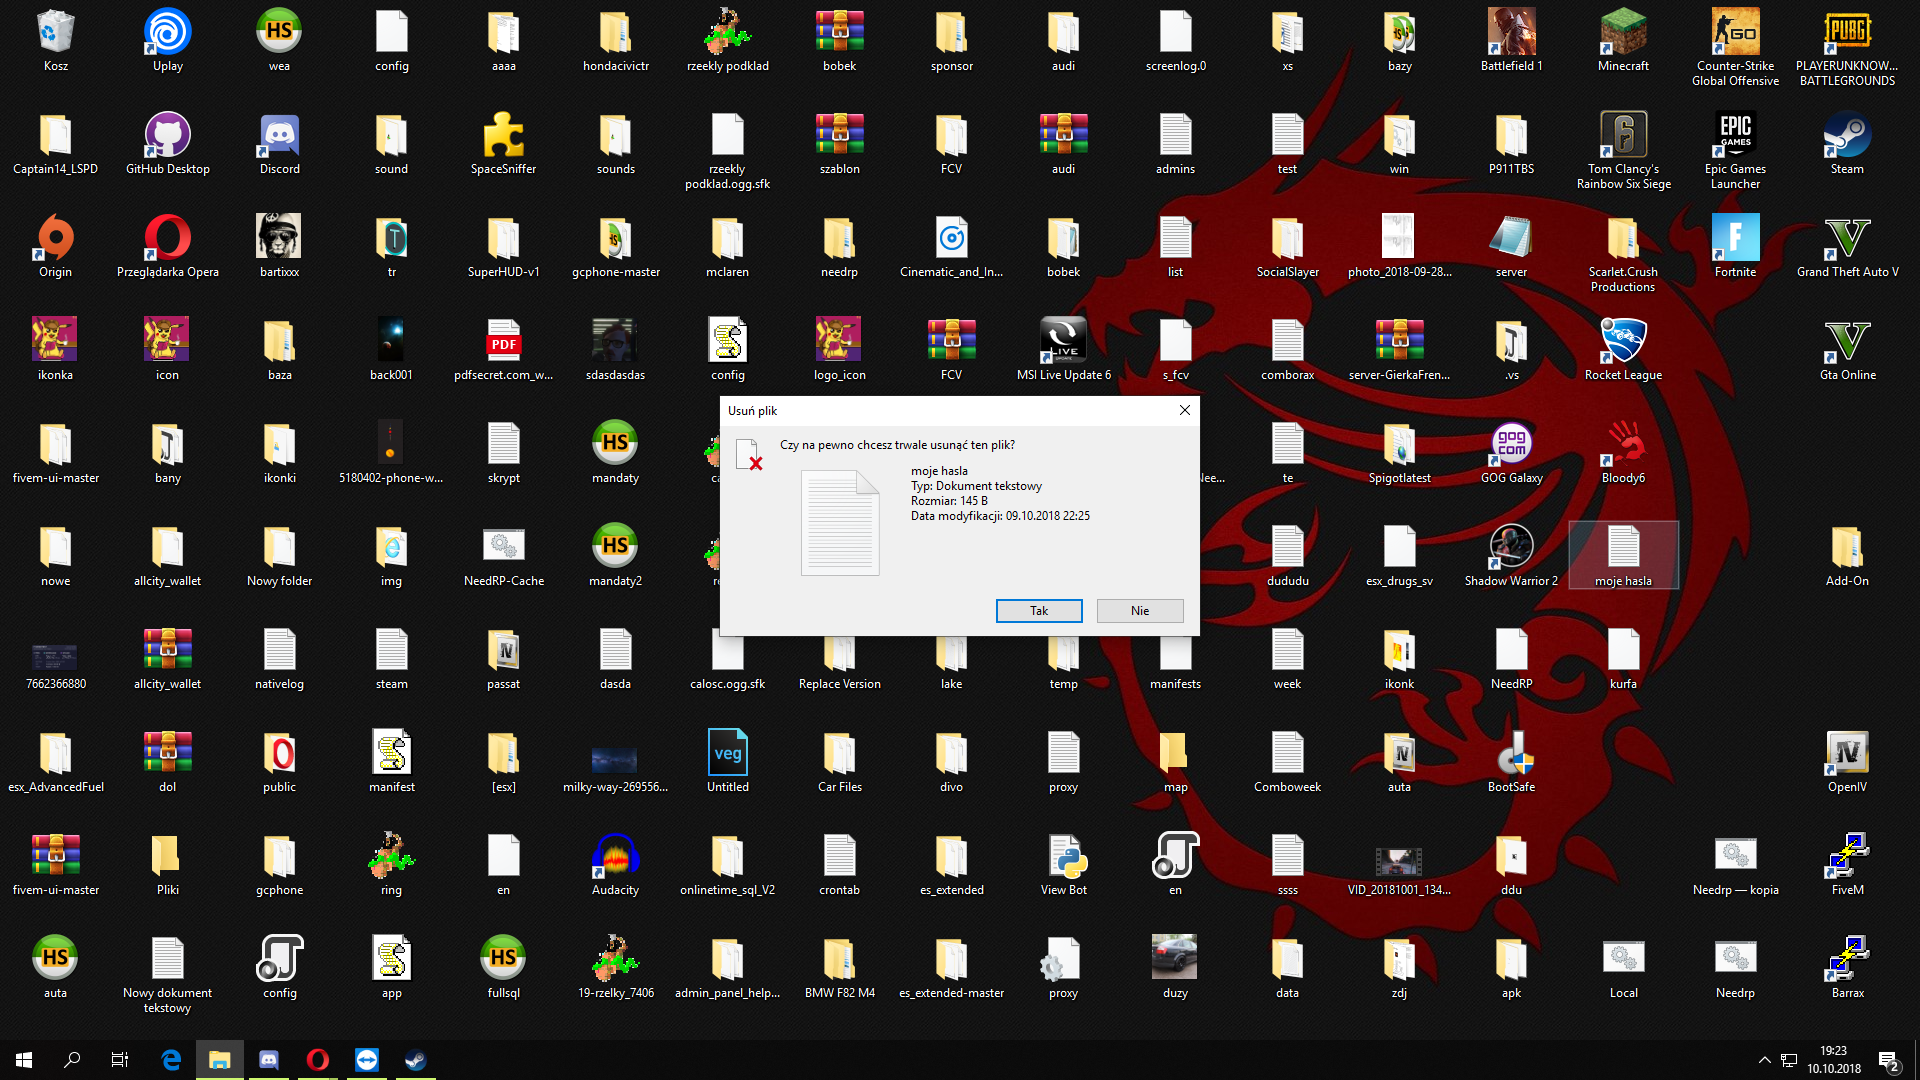 Kosz
Uplay
wea
config
aaaa
hondacivictr
rzeekly podklad
bobek
sponsor
audi
screenlog.0
xs
bazy
Battlefield 1
Minecraft
Counter-Strike
Global Offensive
PLAYERUNKNOW...
BATTLEGROUNDS
Captain14_LSPD
GitHub Desktop
Discord
sound
SpaceSniffer
sounds
rzeekly
podklad.ogg.sfk
szablon
FCV
audi
admins
test
win
P911TBS
Tom Clancy's
Rainbow Six Siege
Epic Games
Launcher
Steam
Origin
Przeglądarka Opera
bartixxx
tr
SuperHUD-v1
gcphone-master
mclaren
needrp
Cinematic_and_In...
bobek
list
SocialSlayer
photo_2018-09-28...
server
Scarlet.Crush
Productions
Fortnite
Grand Theft Auto V
ikonka
icon
baza
back001
pdfsecret.com_w...
sdasdasdas
config
logo_icon
FCV
MSI Live Update 6
s_fcv
comborax
server-GierkaFren...
.vs
Rocket League
Gta Online
Usuń plik
Czy na pewno chcesz trwale usunąć ten plik?
moje hasla
Typ: Dokument tekstowy
Rozmiar: 145 B
Data modyfikacji: 09.10.2018 22:25
Tak
Nie
fivem-ui-master
bany
ikonki
5180402-phone-w...
skrypt
mandaty
te
Spigotlatest
GOG Galaxy
Bloody6
nowe
allcity_wallet
Nowy folder
img
NeedRP-Cache
mandaty2
dududu
esx_drugs_sv
Shadow Warrior 2
moje hasla
Add-On
7662366880
allcity_wallet
nativelog
steam
passat
dasda
calosc.ogg.sfk
Replace Version
lake
temp
manifests
week
ikonk
NeedRP
kurfa
esx_AdvancedFuel
dol
public
manifest
[esx]
milky-way-269556...
Untitled
Car Files
divo
proxy
map
Comboweek
auta
BootSafe
OpenIV
fivem-ui-master
Pliki
gcphone
ring
en
Audacity
onlinetime_sql_V2
crontab
es_extended
View Bot
en
ssss
VID_20181001_134...
ddu
Needrp — kopia
FiveM
auta
Nowy dokument
tekstowy
config
app
fullsql
19-rzelky_7406
admin_panel_help...
BMW F82 M4
es_extended-master
proxy
duzy
data
zdj
apk
Local
Needrp
Barrax
19:23
10.10.2018
2